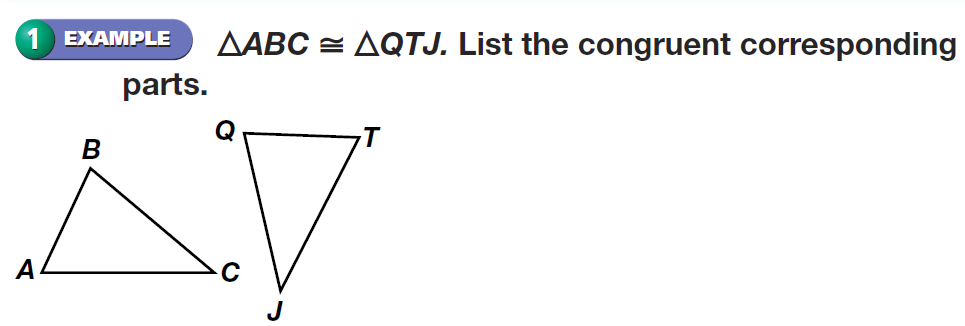 1 EXAMPLE △ABC ≅ △QTJ. List the congruent corresponding
parts.
Q T
B
A C
J